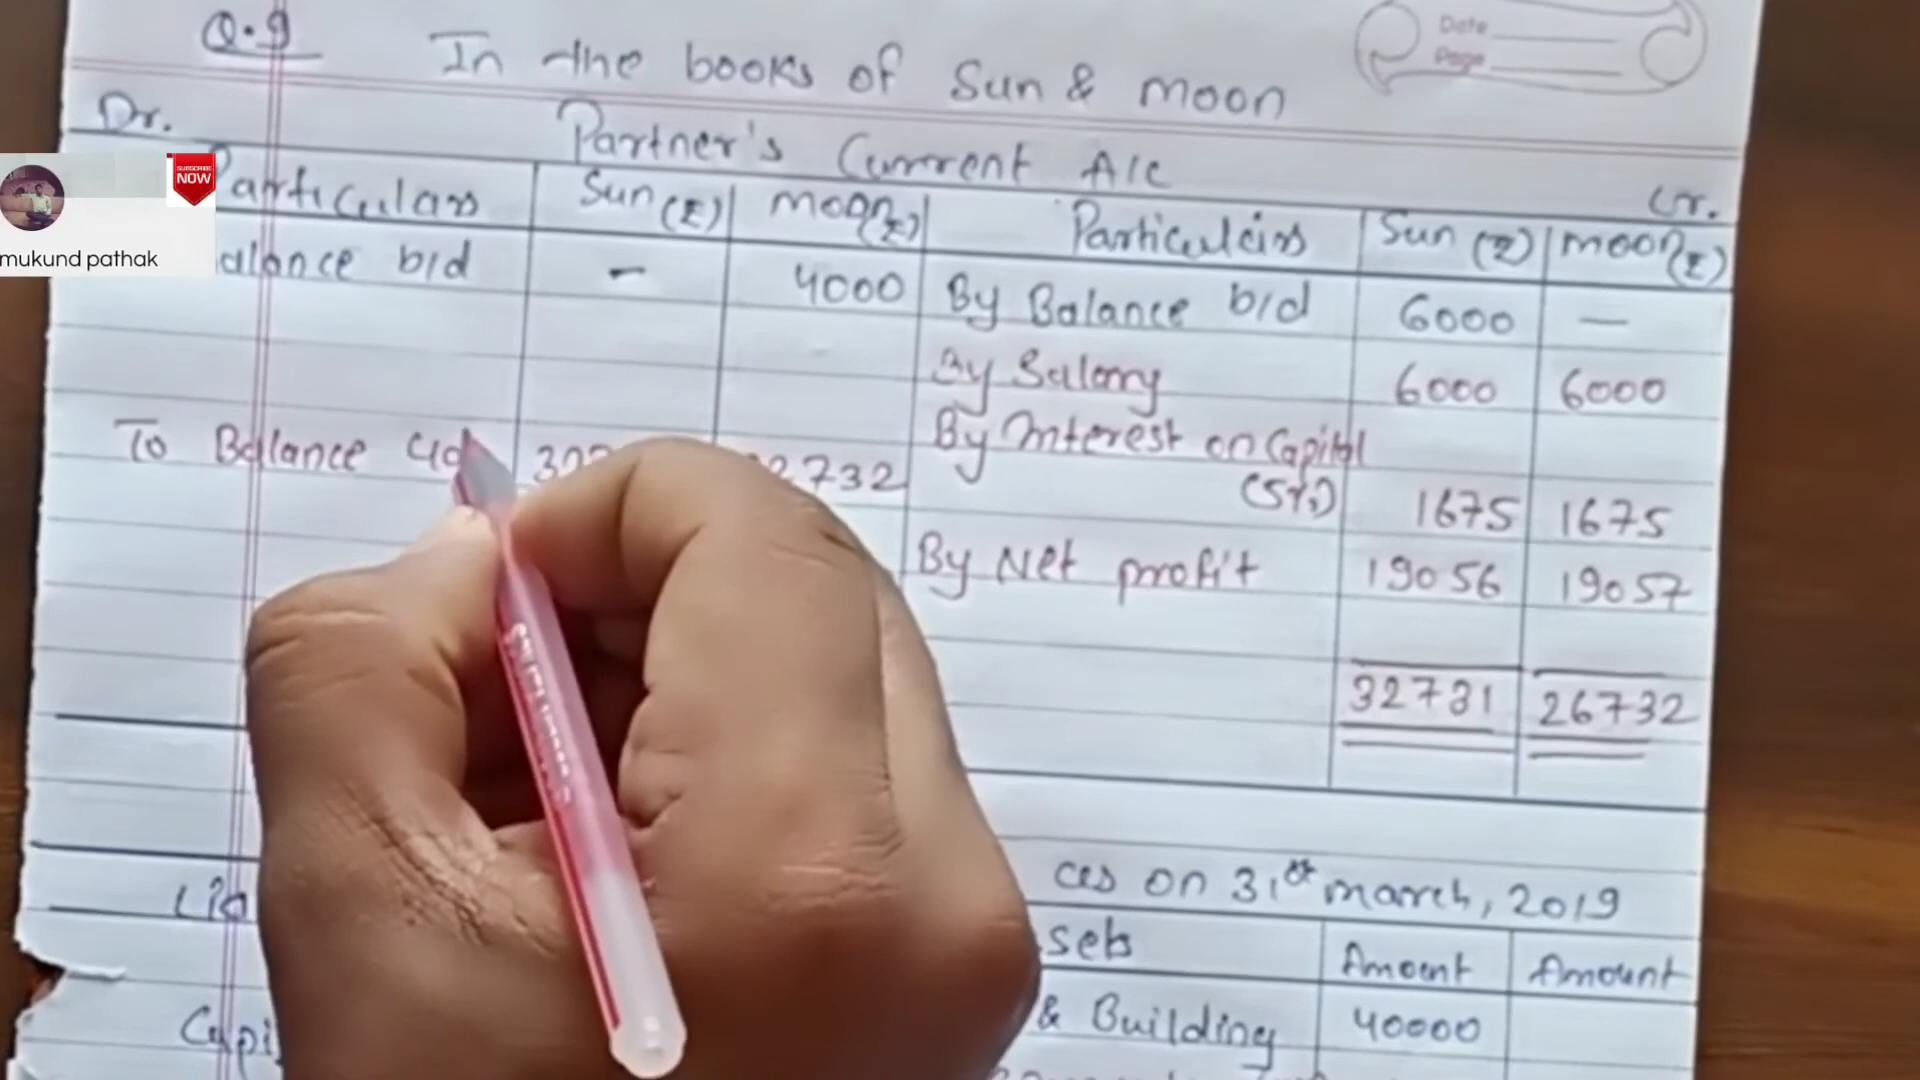 Q.9
In the books of Sun & moon
Date
Page
Dr.
Partner's Current A/c
Cr.
Particulars Sun (₹) moon (₹) Particulars Sun (₹) moon (₹)
alance b/d - 4000 By Balance b/d 6000 —
By Salary 6000 6000
To Balance c/d 732 By Interest on Capital
(5%) 1675 1675
By Net profit 19056 19057
32731 26732
ces on 31st march, 2019
Lia sets Amount Amount
Capi & Building 40000
SUBSCRIBE
NOW
mukund pathak